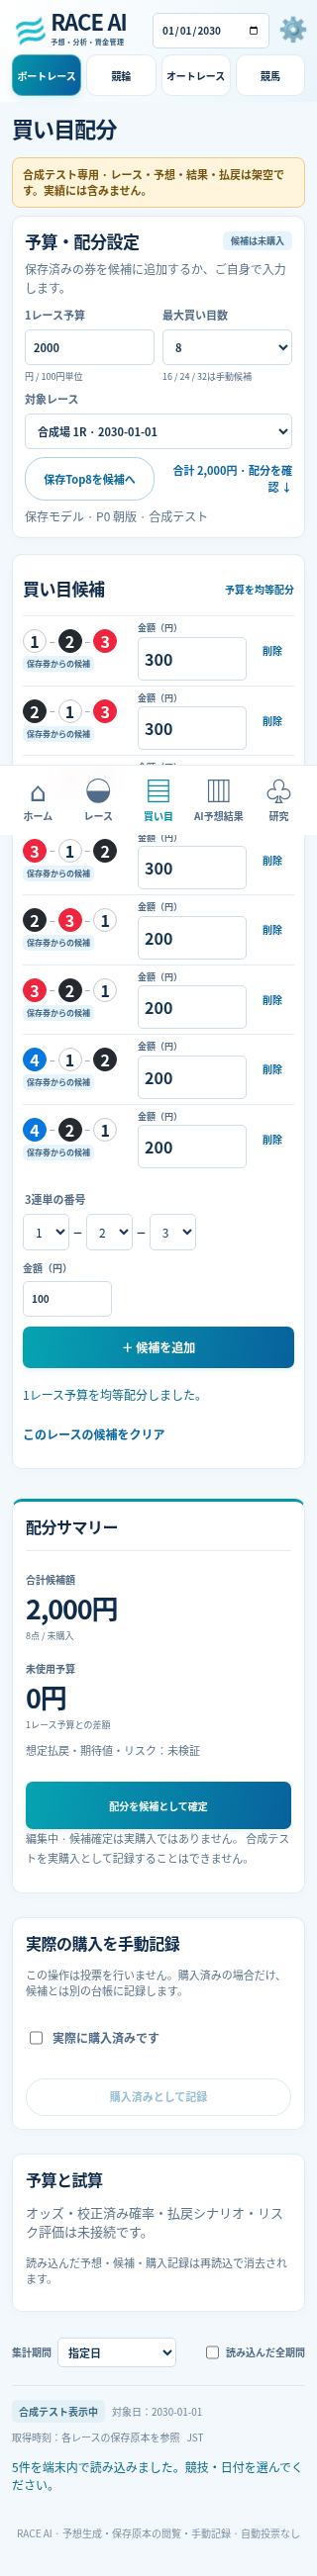 RACE AI
予想・分析・資金管理
01/01/2030
ボートレース
競輪
オートレース
競馬
買い目配分
合成テスト専用・レース・予想・結果・払戻は架空で
す。実績には含みません。
予算・配分設定
候補は未購入
保存済みの券を候補に追加するか、ご自身で入力
します。
1レース予算
最大買い目数
2000
8
円 / 100円単位
16 / 24 / 32は手動候補
対象レース
合成場 1R・2030-01-01
保存Top8を候補へ
合計 2,000円・配分を確
認 ↓
保存モデル・P0 朝版・合成テスト
買い目候補
予算を均等配分
1 – 2 – 3
保存券からの候補
金額（円）
300
削除
2 – 1 – 3
保存券からの候補
金額（円）
300
削除
ホーム
レース
買い目
AI予想結果
研究
3 – 1 – 2
保存券からの候補
金額（円）
300
削除
2 – 3 – 1
保存券からの候補
金額（円）
200
削除
3 – 2 – 1
保存券からの候補
金額（円）
200
削除
4 – 1 – 2
保存券からの候補
金額（円）
200
削除
4 – 2 – 1
保存券からの候補
金額（円）
200
削除
3連単の番号
1 — 2 — 3
金額（円）
100
＋ 候補を追加
1レース予算を均等配分しました。
このレースの候補をクリア
配分サマリー
合計候補額
2,000円
8点 / 未購入
未使用予算
0円
1レース予算との差額
想定払戻・期待値・リスク：未検証
配分を候補として確定
編集中・候補確定は実購入ではありません。 合成テス
トを実購入として記録することはできません。
実際の購入を手動記録
この操作は投票を行いません。購入済みの場合だけ、
候補とは別の台帳に記録します。
実際に購入済みです
購入済みとして記録
予算と試算
オッズ・校正済み確率・払戻シナリオ・リス
ク評価は未接続です。
読み込んだ予想・候補・購入記録は再読込で消去され
ます。
集計期間
指定日
読み込んだ全期間
合成テスト表示中
対象日：2030-01-01
取得時刻：各レースの保存原本を参照 JST
5件を端末内で読み込みました。競技・日付を選んでく
ださい。
RACE AI・予想生成・保存原本の閲覧・手動記録・自動投票なし